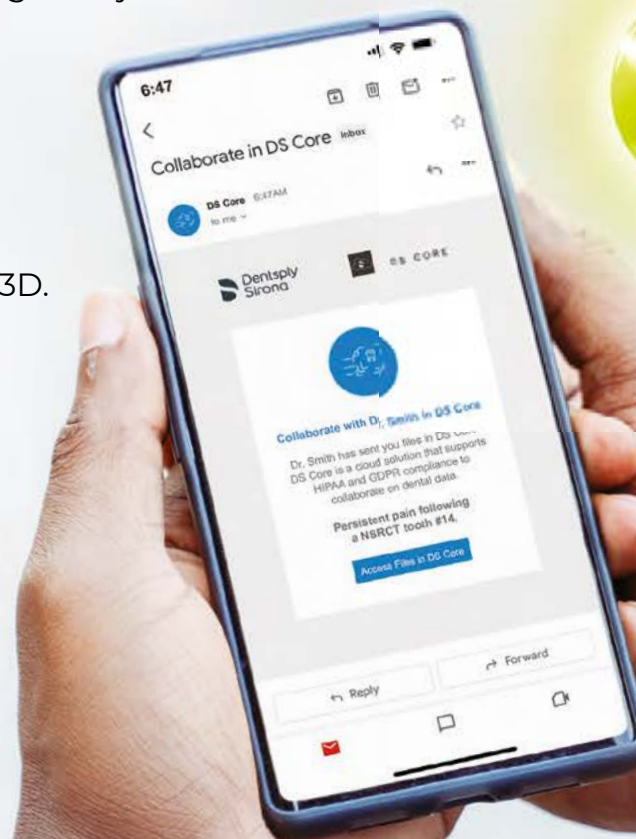 3D.
6:47
Collaborate in DS Core Inbox
DS Core 6:47AM
to me
Dentsply
Sirona
DS CORE
Collaborate with Dr. Smith in DS Core
Dr. Smith has sent you files in DS Core
DS Core is a cloud solution that supports
HIPAA and GDPR compliance to
collaborate on dental data.
Persistent pain following
a NSRCT tooth #14.
Access Files in DS Core
Reply
Forward